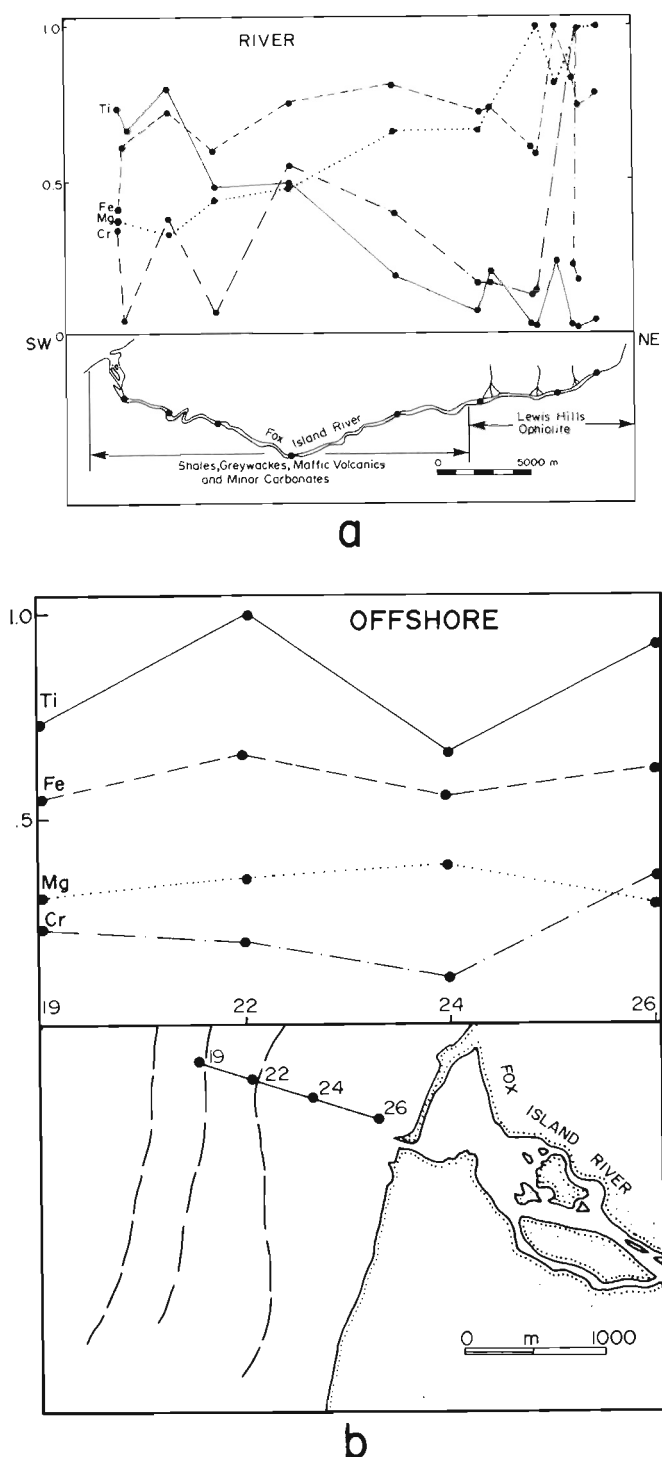 1.0
RIVER
Ti
0.5
Fe
Mg
Cr
0
SW
NE
Fox Island River
Lewis Hills
Ophiolite
Shales, Greywackes, Maffic Volcanics
and Minor Carbonates
0 5000 m
a
1.0
OFFSHORE
Ti
Fe
.5
Mg
Cr
19 22 24 26
19
22
24
26
FOX ISLAND RIVER
0 m 1000
b